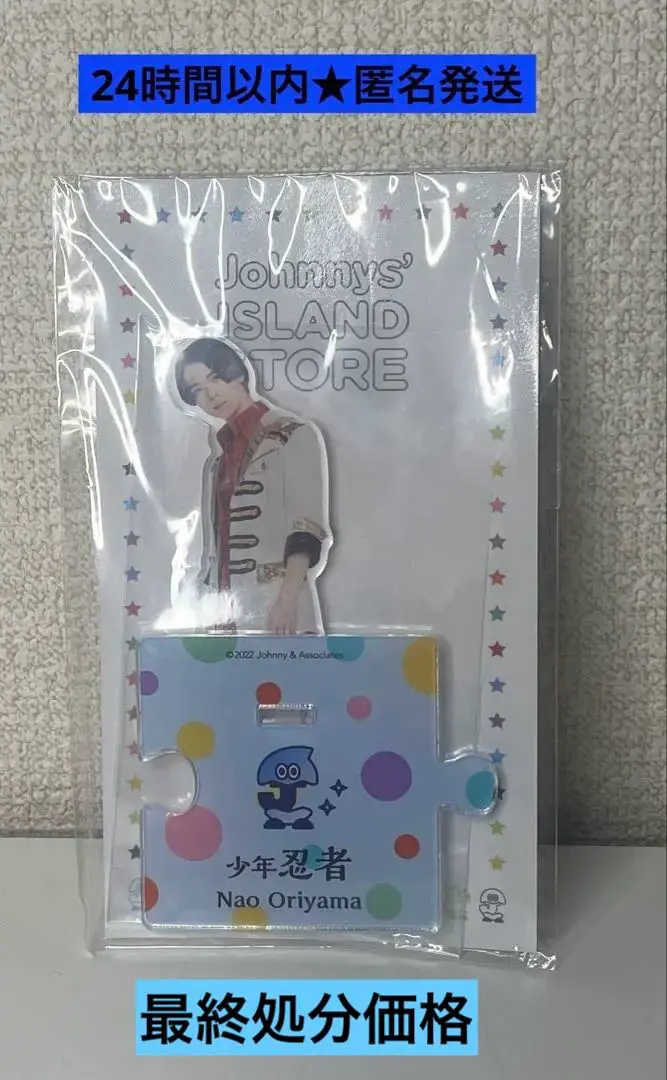 24時間以内★匿名発送
Johnnys'
ISLAND
STORE
©2022 Johnny & Associates
少年忍者
Nao Oriyama
最終処分価格